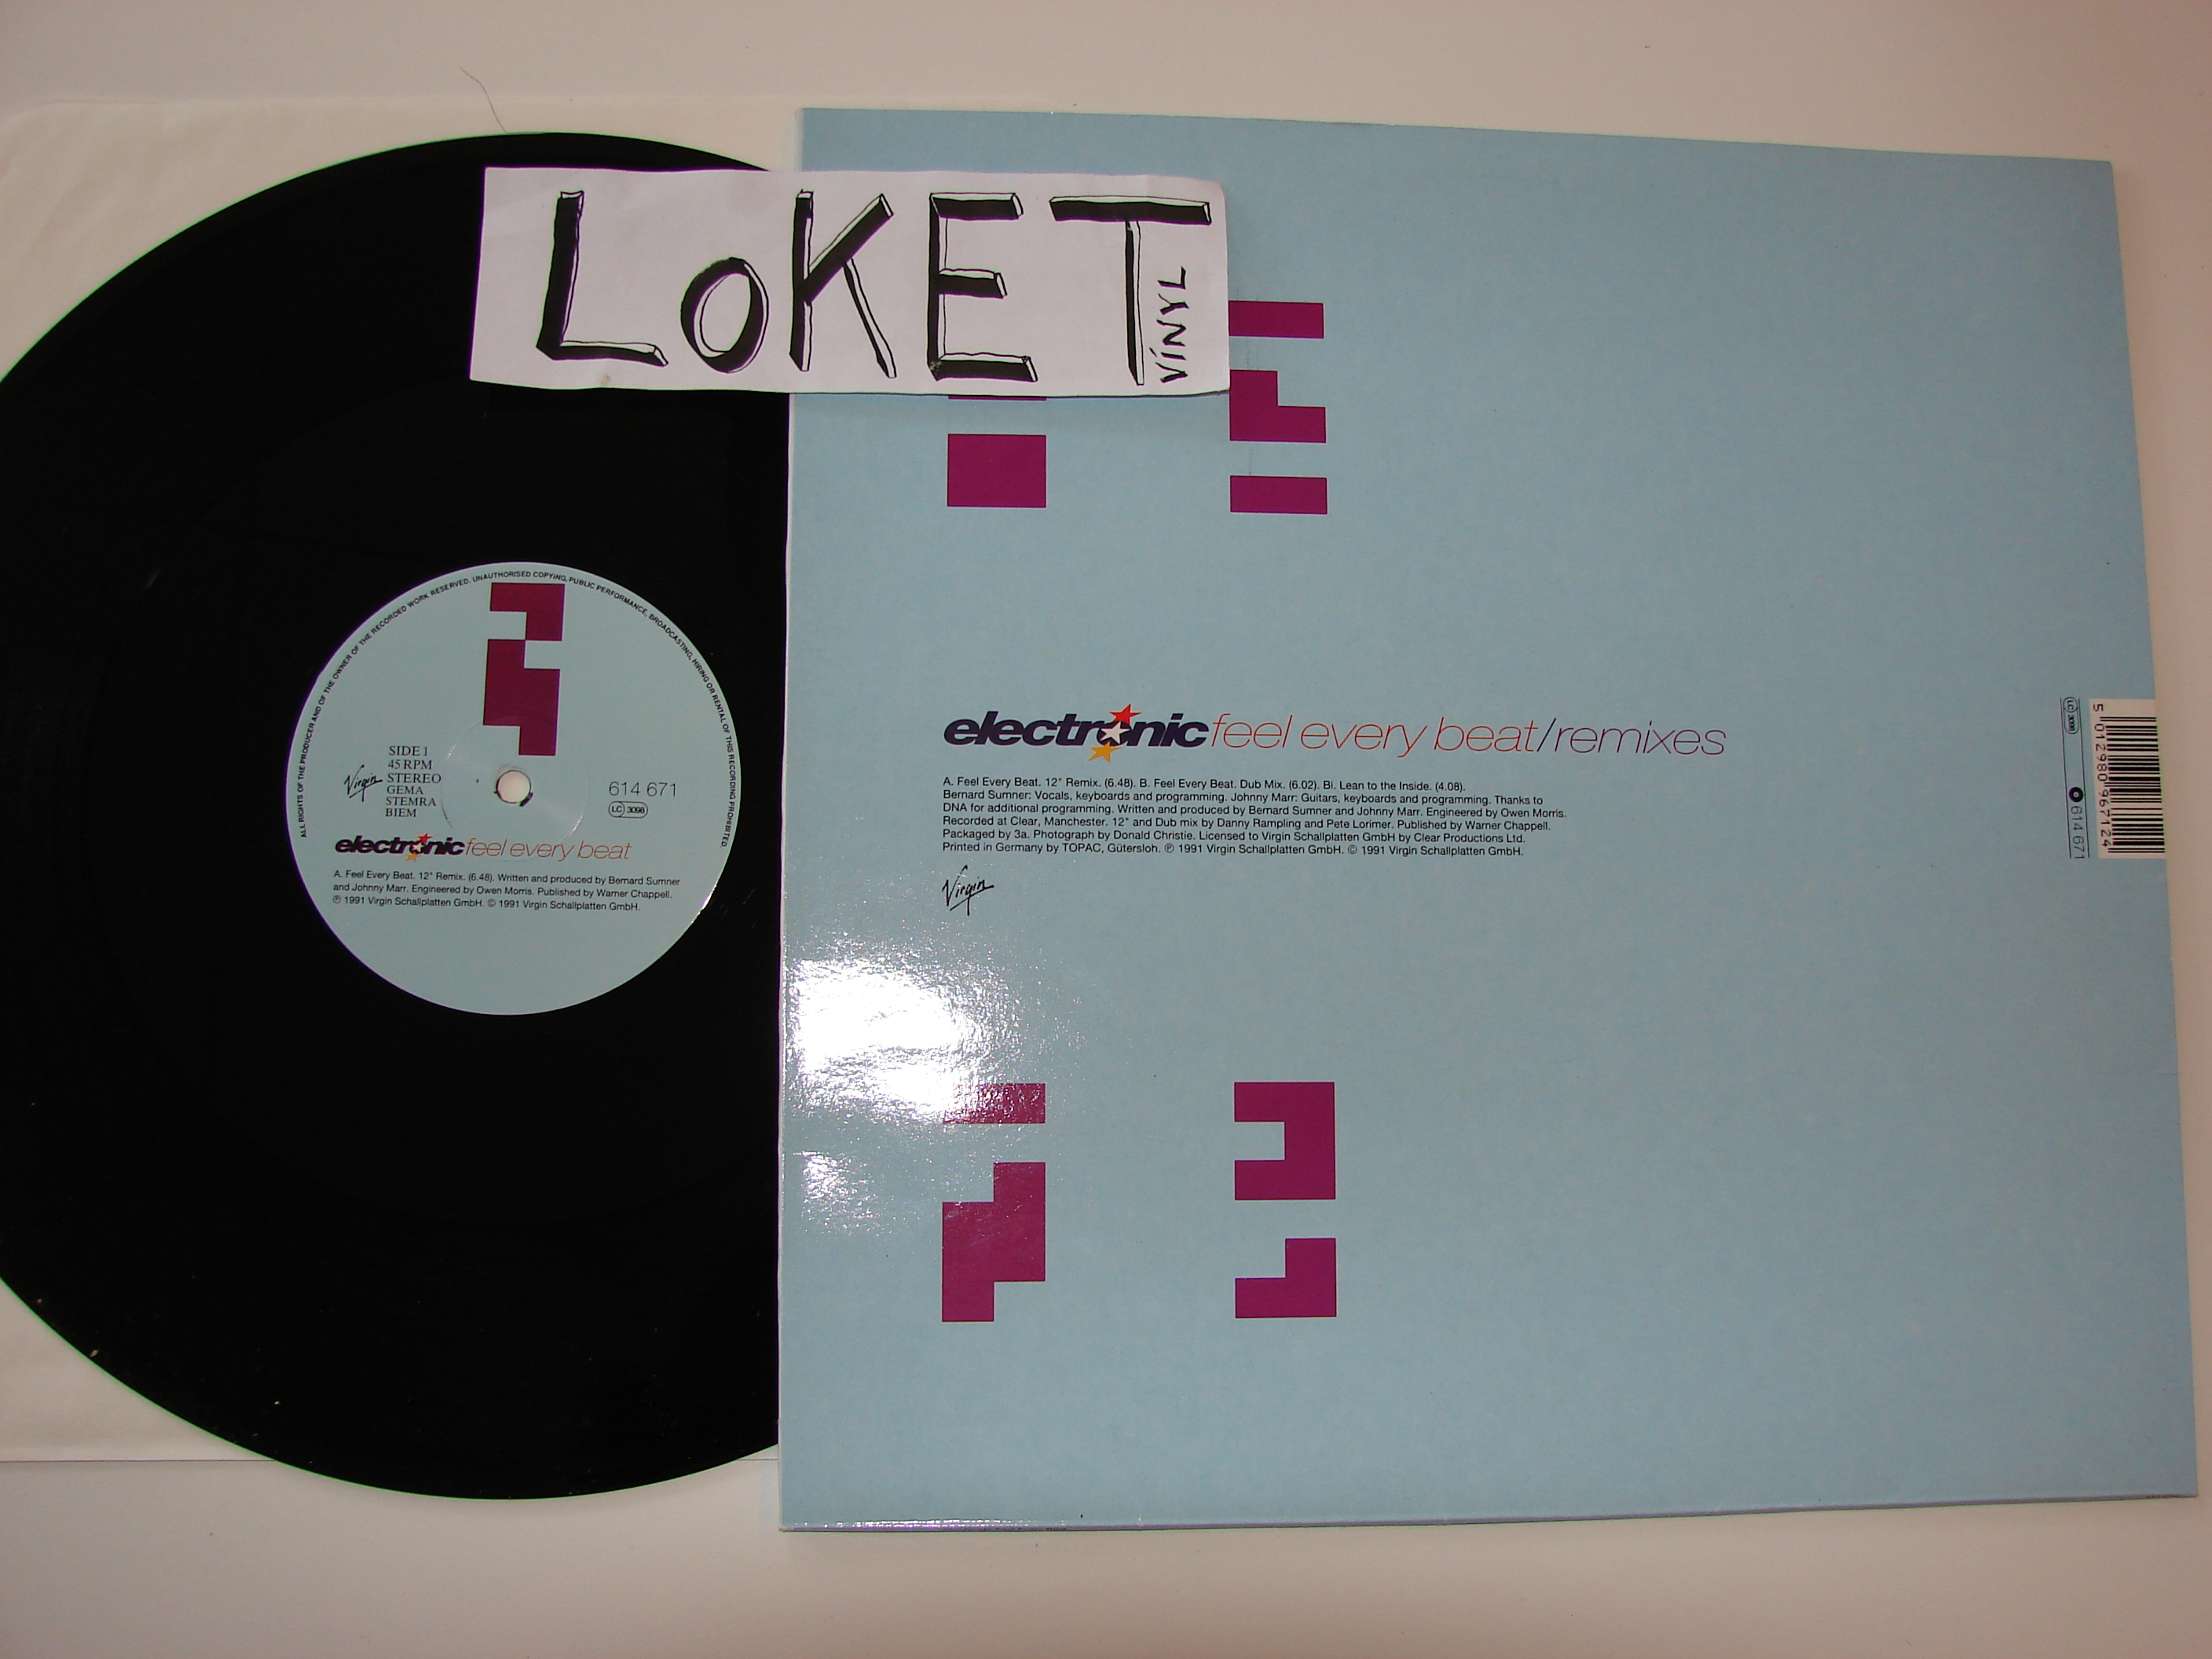 LoKET
VINYL
ALL RIGHTS OF THE PRODUCER AND OF THE OWNER OF THE RECORDED WORK RESERVED. UNAUTHORISED COPYING, PUBLIC PERFORMANCE, BROADCASTING, HIRING OR RENTAL OF THIS RECORDING PROHIBITED.
SIDE 1
45 RPM
STEREO
GEMA
STEMRA
BIEM
Virgin
614 671
LC 3098
electronic feel every beat
A. Feel Every Beat. 12" Remix. (6.48). Written and produced by Bernard Sumner
and Johnny Marr. Engineered by Owen Morris. Published by Warner Chappell.
℗ 1991 Virgin Schallplatten GmbH. © 1991 Virgin Schallplatten GmbH.
electronic feel every beat/remixes
A. Feel Every Beat. 12" Remix. (6.48). B. Feel Every Beat. Dub Mix. (6.02). Bi. Lean to the Inside. (4.08).
Bernard Sumner: Vocals, keyboards and programming. Johnny Marr: Guitars, keyboards and programming. Thanks to
DNA for additional programming. Written and produced by Bernard Sumner and Johnny Marr. Engineered by Owen Morris.
Recorded at Clear, Manchester. 12" and Dub mix by Danny Rampling and Pete Lorimer. Published by Warner Chappell.
Packaged by 3a. Photograph by Donald Christie. Licensed to Virgin Schallplatten GmbH by Clear Productions Ltd.
Printed in Germany by TOPAC, Gütersloh. ℗ 1991 Virgin Schallplatten GmbH. © 1991 Virgin Schallplatten GmbH.
Virgin
LC 3098
614 671
5 012980 967124